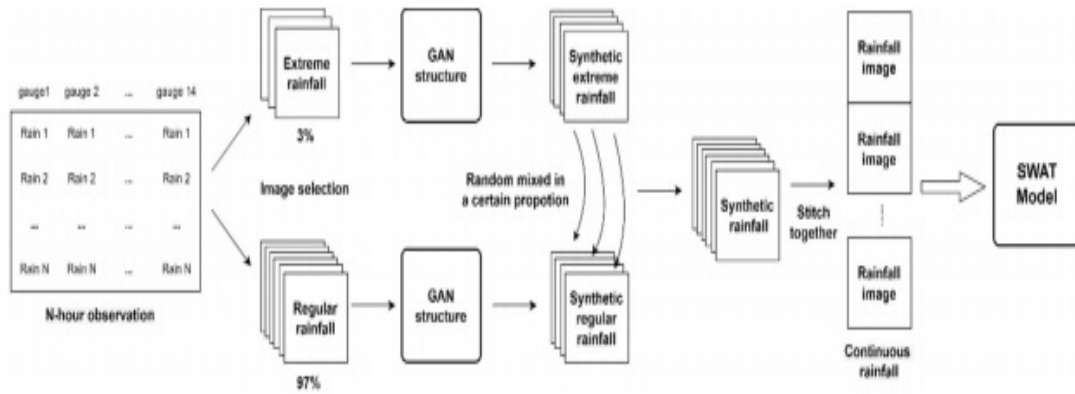 gauge1 gauge 2 ... gauge 14
Rain 1 Rain 1 ... Rain 1
Rain 2 Rain 2 ... Rain 2
... ... ... ...
Rain N Rain N ... Rain N
N-hour observation
Image selection
Extreme
rainfall
3%
GAN
structure
Synthetic
extreme
rainfall
Regular
rainfall
97%
GAN
structure
Synthetic
regular
rainfall
Random mixed in
a certain propotion
Synthetic
rainfall
Stitch
together
Rainfall
image
Rainfall
image
Rainfall
image
Continuous
rainfall
SWAT
Model